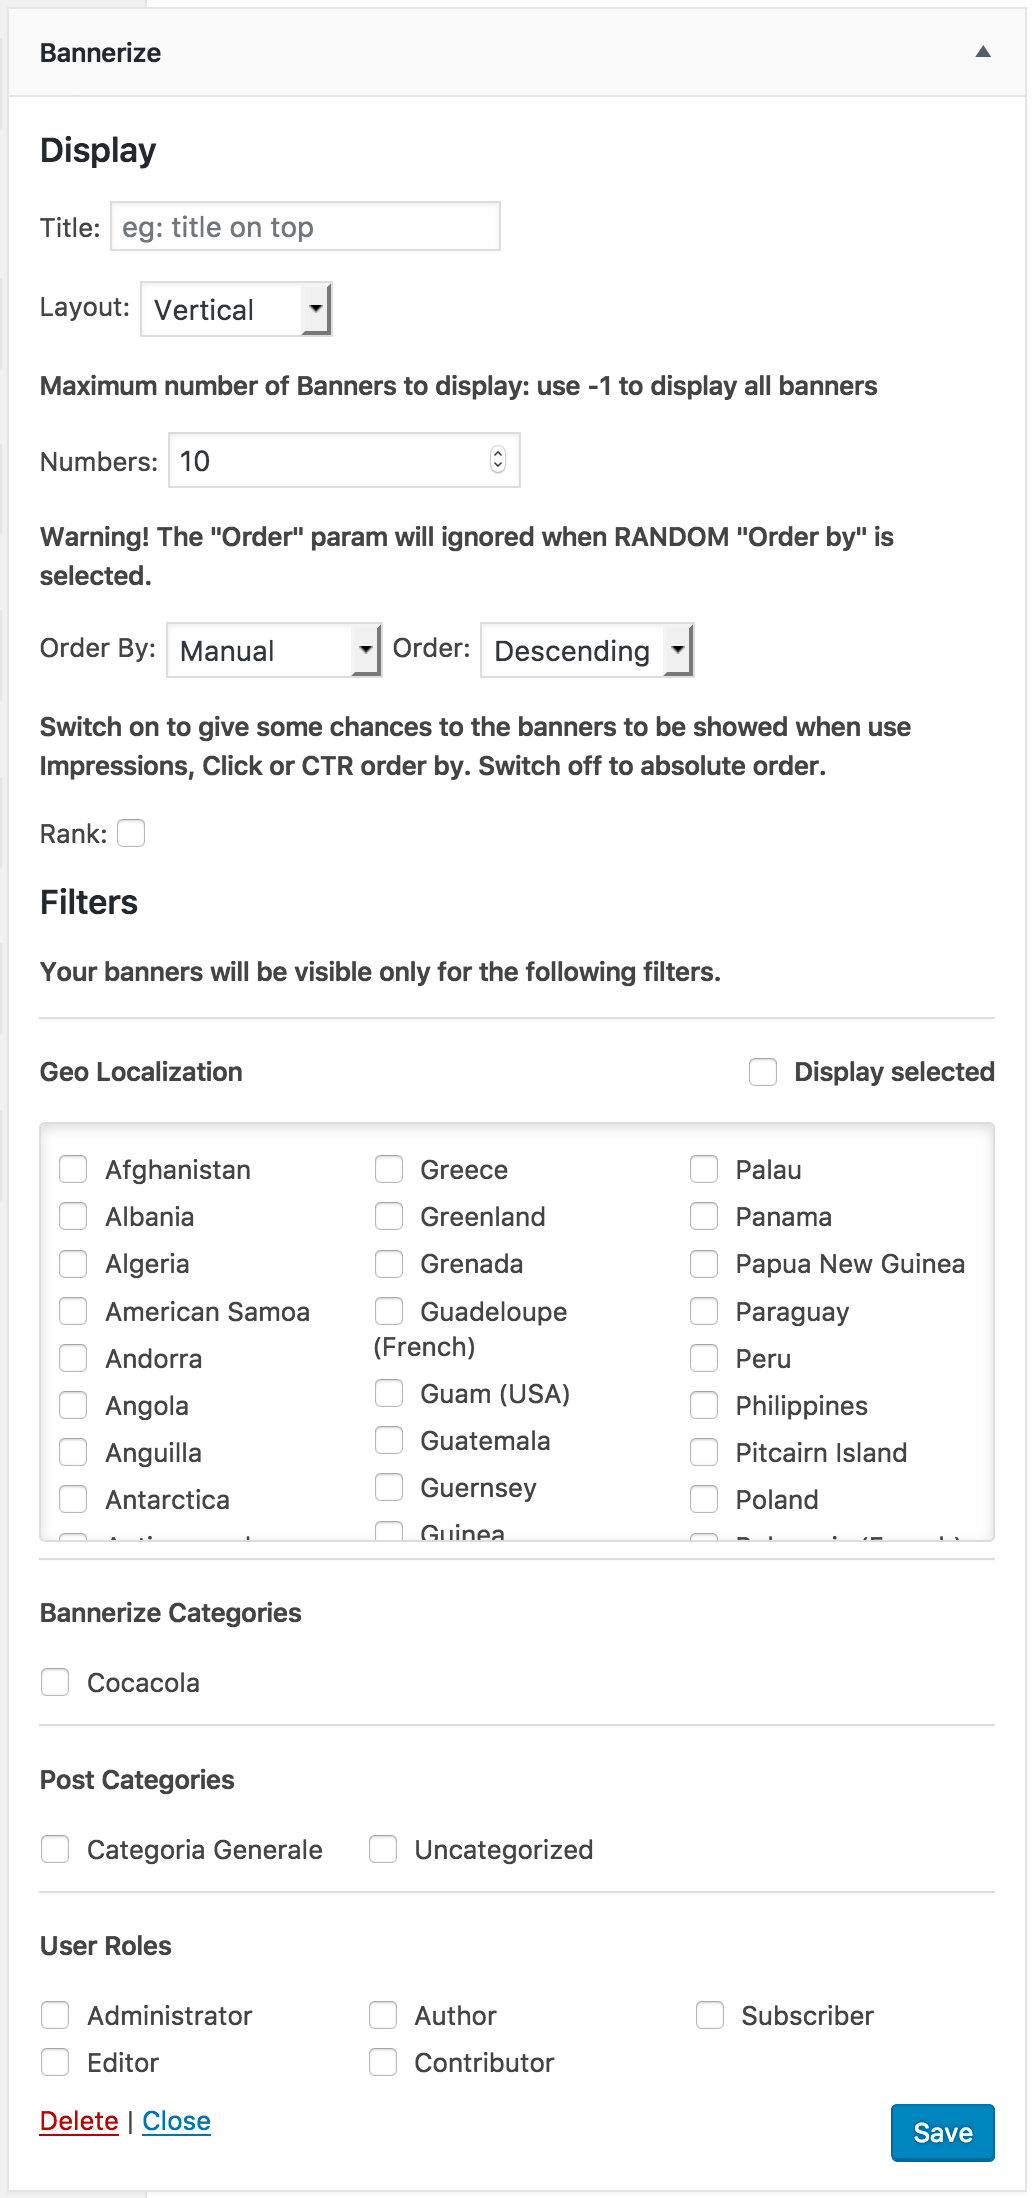 Bannerize
Display
Title: eg: title on top
Layout: Vertical
Maximum number of Banners to display: use -1 to display all banners
Numbers: 10
Warning! The "Order" param will ignored when RANDOM "Order by" is
selected.
Order By: Manual Order: Descending
Switch on to give some chances to the banners to be showed when use
Impressions, Click or CTR order by. Switch off to absolute order.
Rank:
Filters
Your banners will be visible only for the following filters.
Geo Localization
Display selected
Afghanistan
Albania
Algeria
American Samoa
Andorra
Angola
Anguilla
Antarctica
Greece
Greenland
Grenada
Guadeloupe
(French)
Guam (USA)
Guatemala
Guernsey
Guinea
Palau
Panama
Papua New Guinea
Paraguay
Peru
Philippines
Pitcairn Island
Poland
Bannerize Categories
Cocacola
Post Categories
Categoria Generale
Uncategorized
User Roles
Administrator
Author
Subscriber
Editor
Contributor
Delete | Close
Save